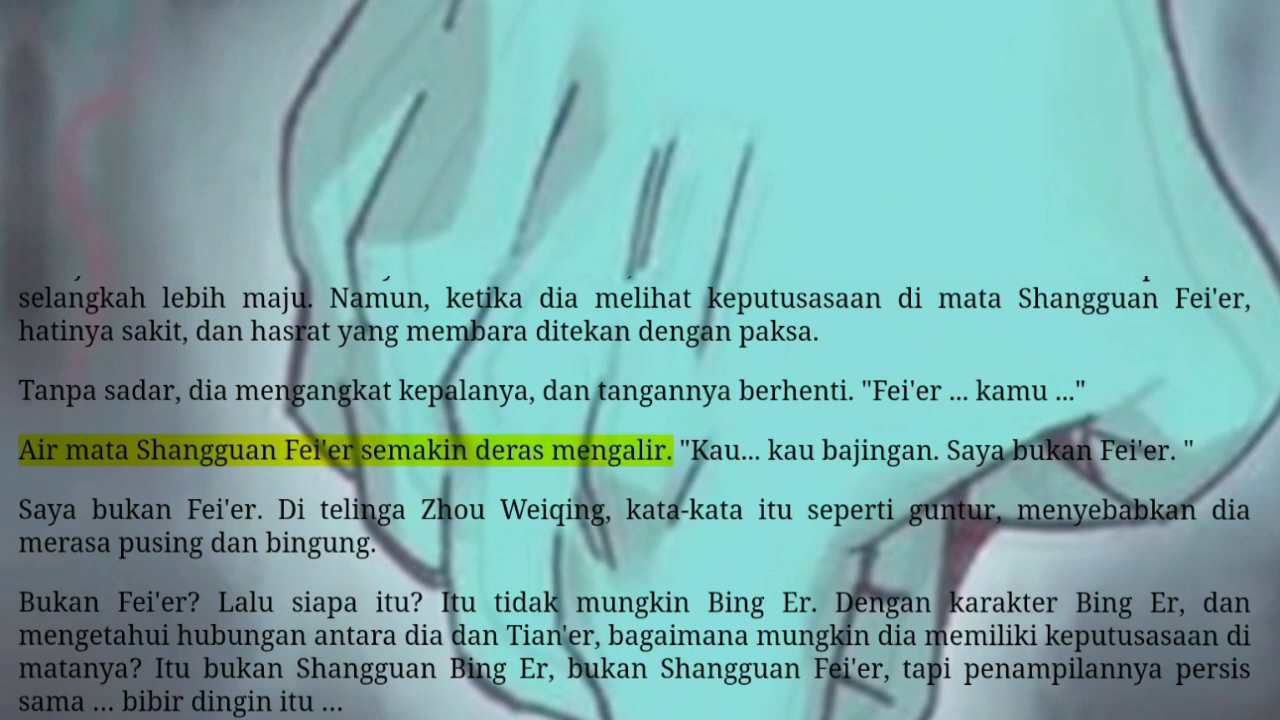 selangkah lebih maju. Namun, ketika dia melihat keputusasaan di mata Shangguan Fei'er,
hatinya sakit, dan hasrat yang membara ditekan dengan paksa.
Tanpa sadar, dia mengangkat kepalanya, dan tangannya berhenti. "Fei'er ... kamu ..."
Air mata Shangguan Fei'er semakin deras mengalir. "Kau... kau bajingan. Saya bukan Fei'er. "
Saya bukan Fei'er. Di telinga Zhou Weiqing, kata-kata itu seperti guntur, menyebabkan dia
merasa pusing dan bingung.
Bukan Fei'er? Lalu siapa itu? Itu tidak mungkin Bing Er. Dengan karakter Bing Er, dan
mengetahui hubungan antara dia dan Tian'er, bagaimana mungkin dia memiliki keputusasaan di
matanya? Itu bukan Shangguan Bing Er, bukan Shangguan Fei'er, tapi penampilannya persis
sama ... bibir dingin itu ...